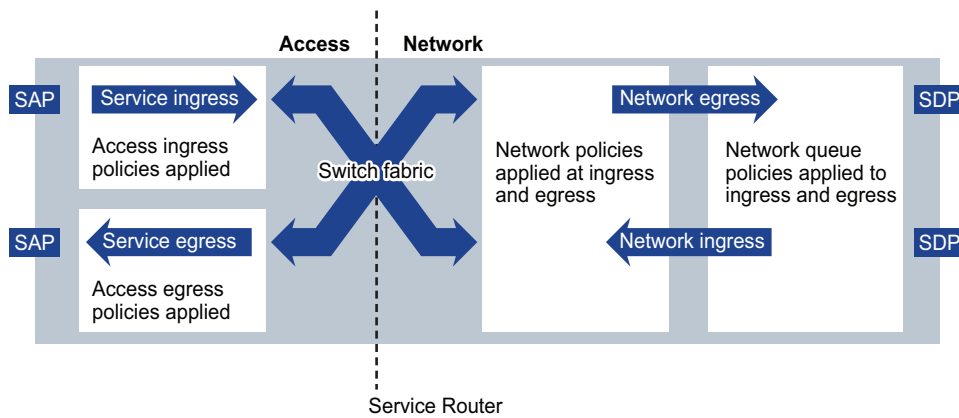 Access
Network
SAP
Service ingress
Access ingress
policies applied
Switch fabric
SAP
Service egress
Access egress
policies applied
Network policies
applied at ingress
and egress
Network egress
Network queue
policies applied to
ingress and egress
Network ingress
SDP
SDP
Service Router